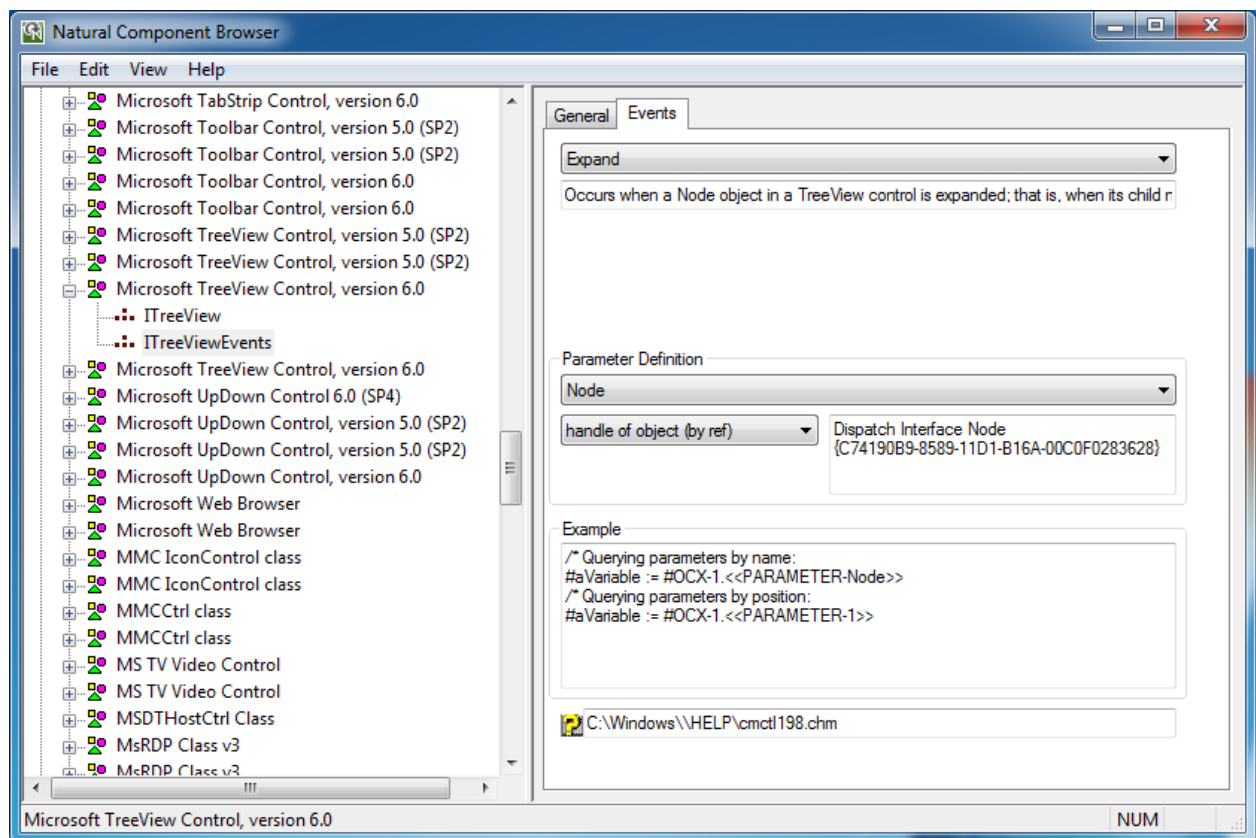 Natural Component Browser
File Edit View Help
Microsoft TabStrip Control, version 6.0
Microsoft Toolbar Control, version 5.0 (SP2)
Microsoft Toolbar Control, version 5.0 (SP2)
Microsoft Toolbar Control, version 6.0
Microsoft Toolbar Control, version 6.0
Microsoft TreeView Control, version 5.0 (SP2)
Microsoft TreeView Control, version 5.0 (SP2)
Microsoft TreeView Control, version 6.0
ITreeView
ITreeViewEvents
Microsoft TreeView Control, version 6.0
Microsoft UpDown Control 6.0 (SP4)
Microsoft UpDown Control, version 5.0 (SP2)
Microsoft UpDown Control, version 5.0 (SP2)
Microsoft UpDown Control, version 6.0
Microsoft Web Browser
Microsoft Web Browser
MMC IconControl class
MMC IconControl class
MMCCtrl class
MMCCtrl class
MS TV Video Control
MS TV Video Control
MSDTHostCtrl Class
MsRDP Class v3
MsRDP Class v3
General Events
Expand
Occurs when a Node object in a TreeView control is expanded; that is, when its child
Parameter Definition
Node
handle of object (by ref)
Dispatch Interface Node
{C74190B9-8589-11D1-B16A-00C0F0283628}
Example
/* Querying parameters by name:
#aVariable := #OCX-1.<<PARAMETER-Node>>
/* Querying parameters by position:
#aVariable := #OCX-1.<<PARAMETER-1>>
C:\Windows\\HELP\cmctl198.chm
Microsoft TreeView Control, version 6.0
NUM